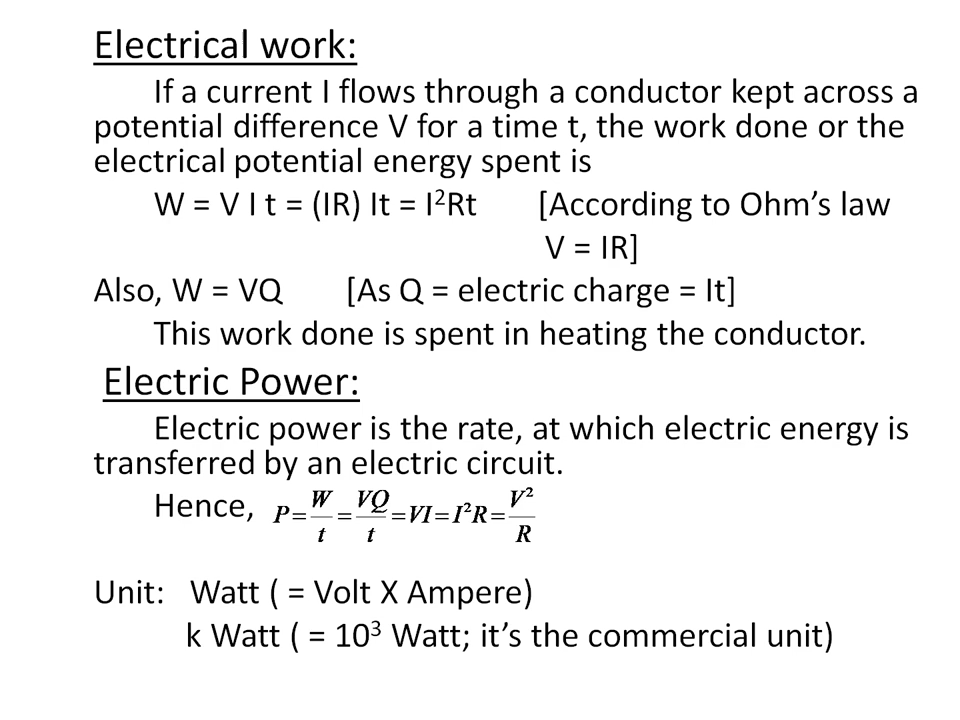 Electrical work:
If a current I flows through a conductor kept across a
potential difference V for a time t, the work done or the
electrical potential energy spent is
W = V I t = (IR) It = I²Rt [According to Ohm’s law
V = IR]
Also, W = VQ [As Q = electric charge = It]
This work done is spent in heating the conductor.
Electric Power:
Electric power is the rate, at which electric energy is
transferred by an electric circuit.
Hence, P = W/t = VQ/t = VI = I²R = V²/R
Unit: Watt ( = Volt X Ampere)
k Watt ( = 10³ Watt; it’s the commercial unit)